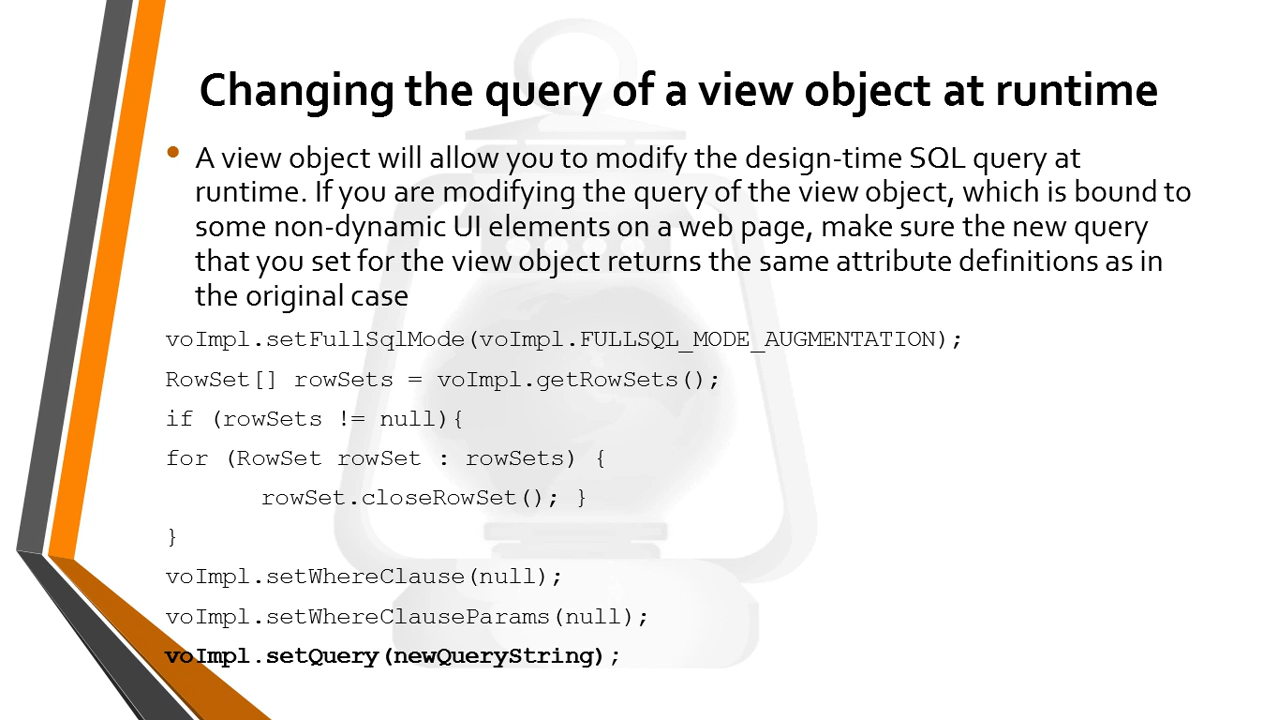 Changing the query of a view object at runtime
• A view object will allow you to modify the design-time SQL query at
runtime. If you are modifying the query of the view object, which is bound to
some non-dynamic UI elements on a web page, make sure the new query
that you set for the view object returns the same attribute definitions as in
the original case
voImpl.setFullSqlMode(voImpl.FULLSQL_MODE_AUGMENTATION);
RowSet[] rowSets = voImpl.getRowSets();
if (rowSets != null){
for (RowSet rowSet : rowSets) {
rowSet.closeRowSet(); }
}
voImpl.setWhereClause(null);
voImpl.setWhereClauseParams(null);
voImpl.setQuery(newQueryString);